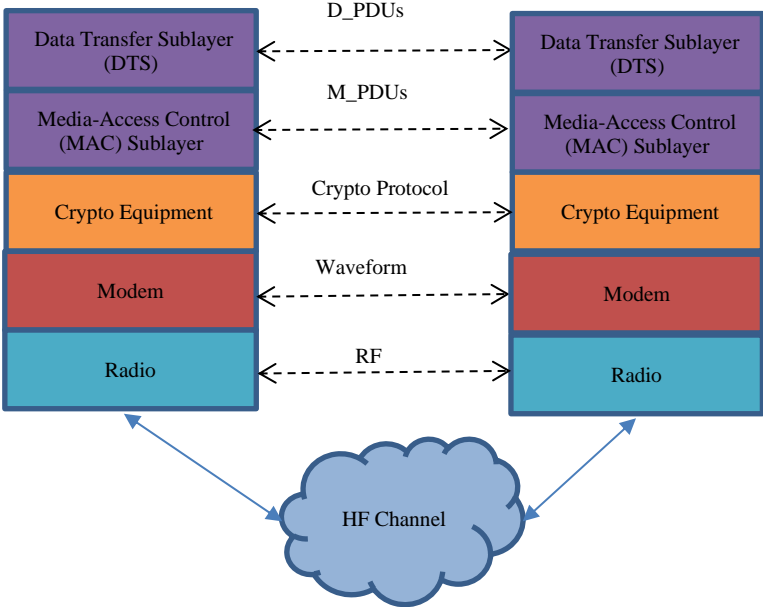 D_PDUs
Data Transfer Sublayer
(DTS)
Data Transfer Sublayer
(DTS)
M_PDUs
Media-Access Control
(MAC) Sublayer
Media-Access Control
(MAC) Sublayer
Crypto Protocol
Crypto Equipment
Crypto Equipment
Waveform
Modem
Modem
RF
Radio
Radio
HF Channel